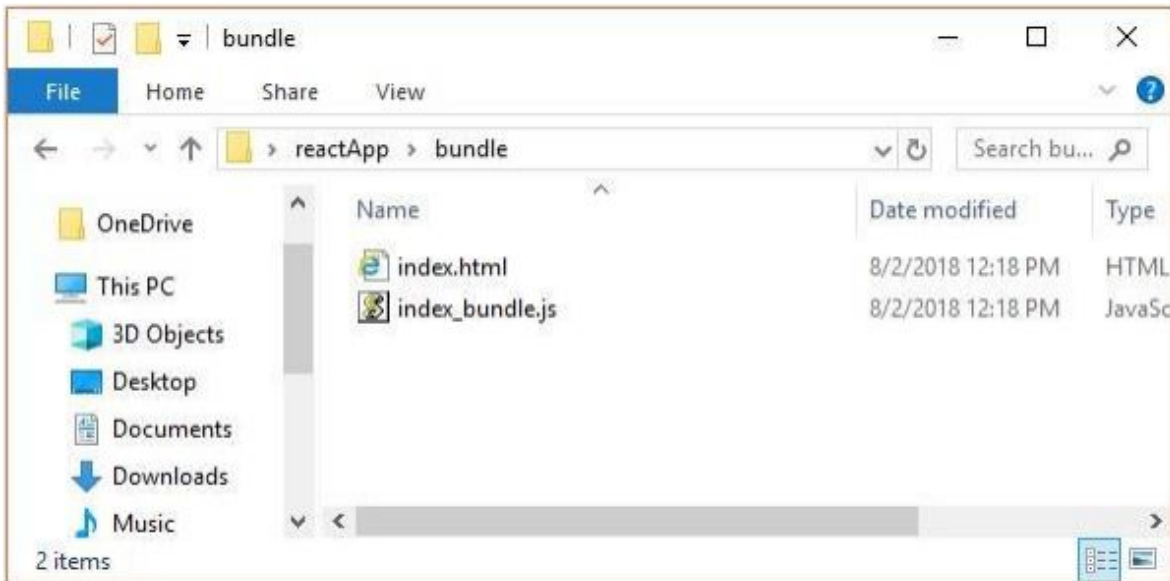 bundle
File Home Share View
reactApp › bundle Search bu...
Name Date modified Type
OneDrive
This PC
3D Objects
Desktop
Documents
Downloads
Music
index.html 8/2/2018 12:18 PM HTML
index_bundle.js 8/2/2018 12:18 PM JavaSc
2 items